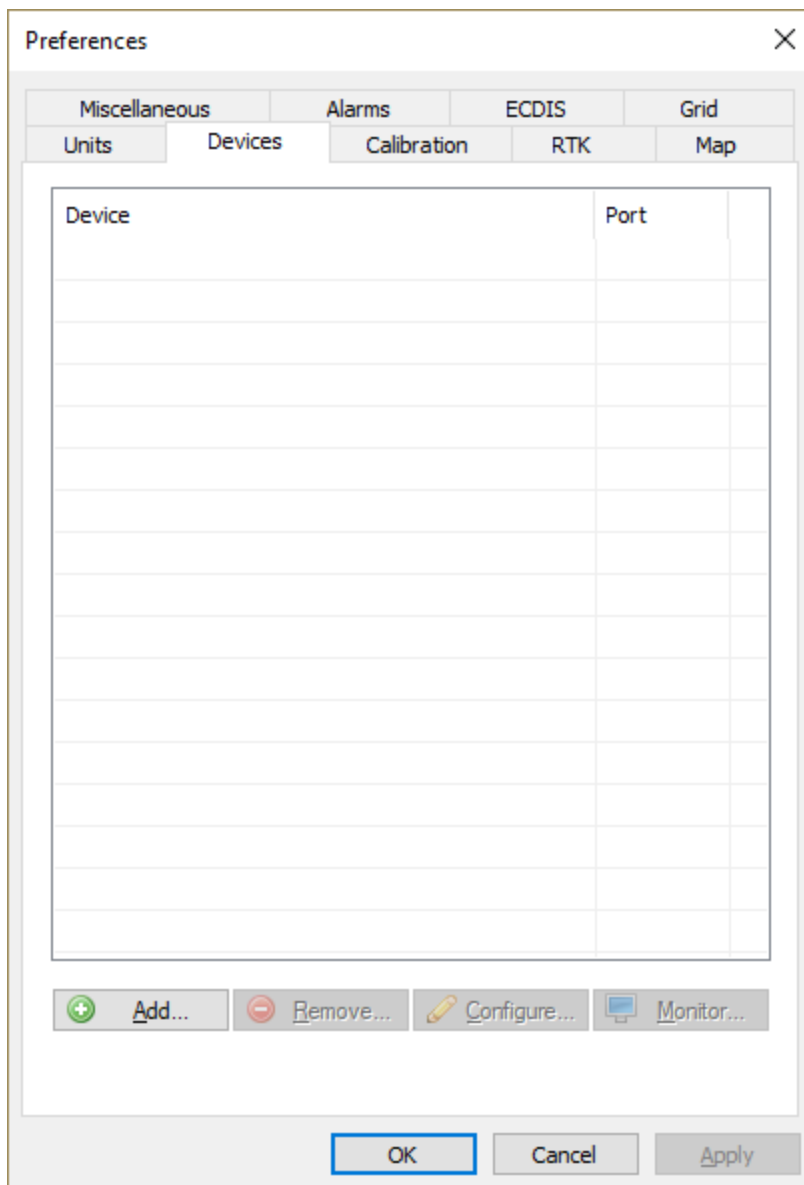 Preferences
Miscellaneous Alarms ECDIS Grid
Units Devices Calibration RTK Map
Device Port
Add... Remove... Configure... Monitor...
OK Cancel Apply